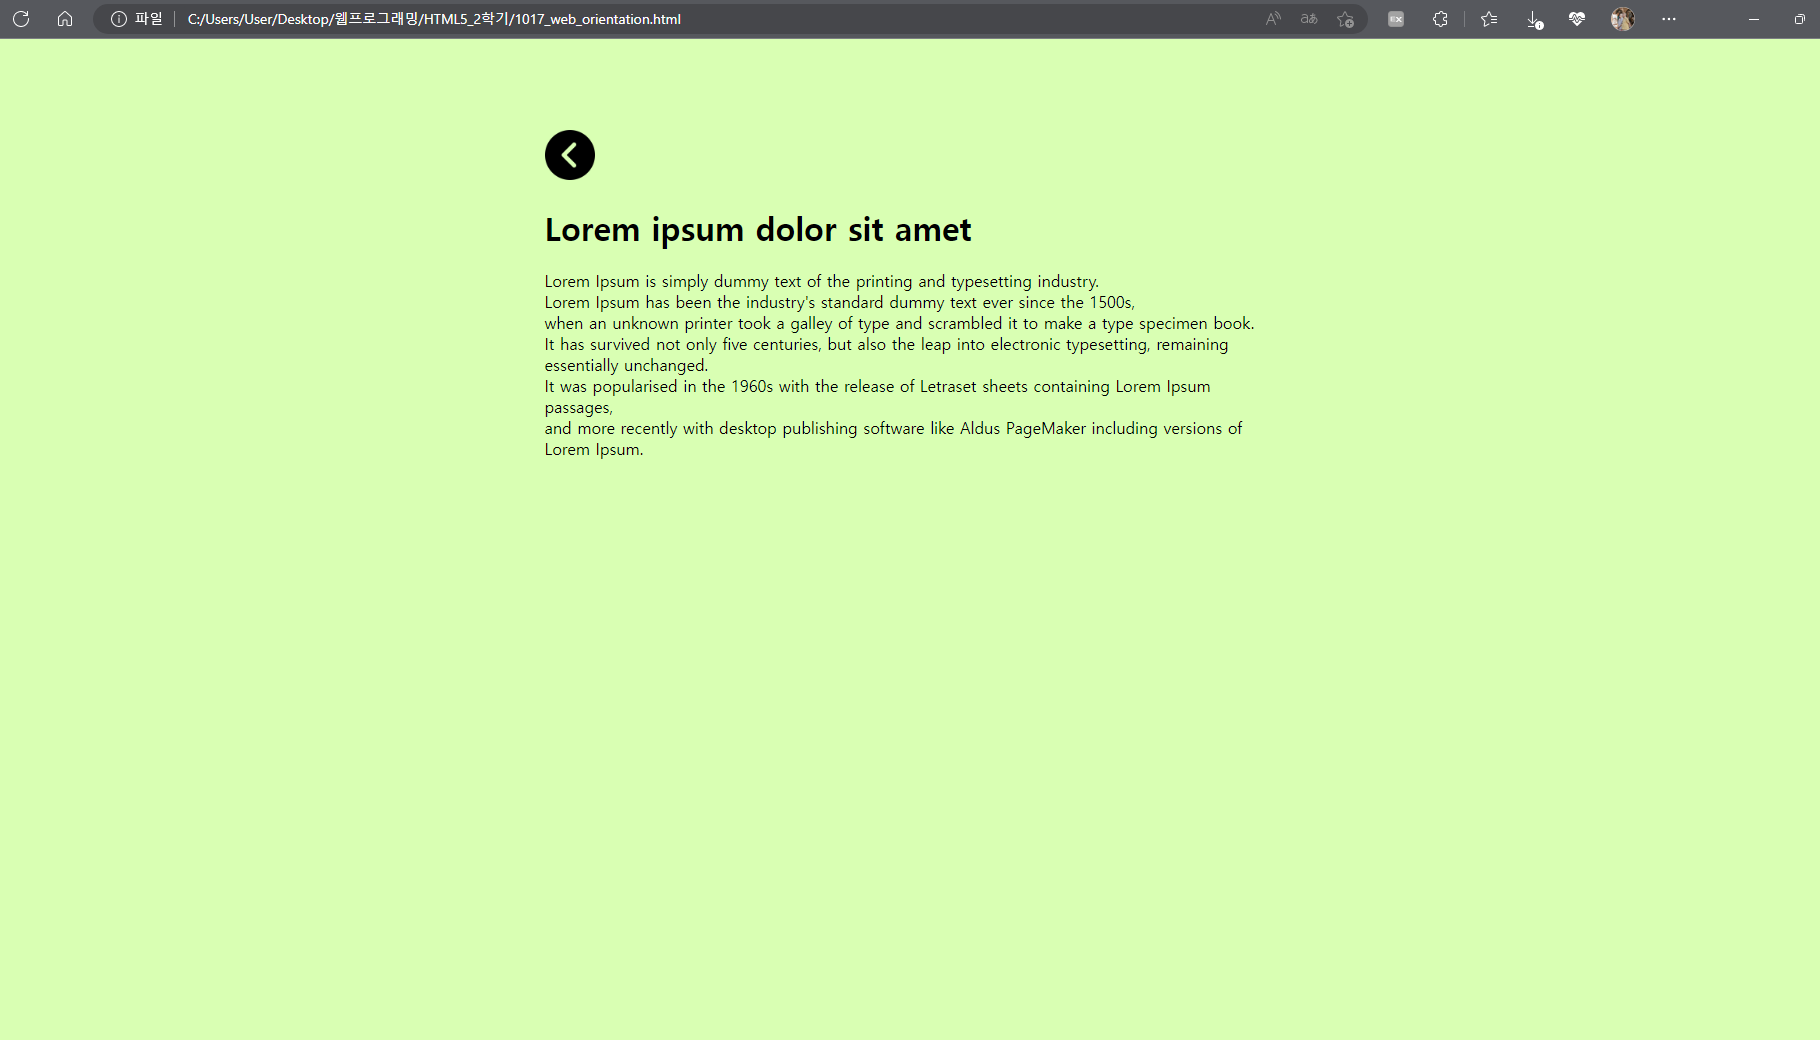 파일 C:/Users/User/Desktop/웹프로그래밍/HTML5_2학기/1017_web_orientation.html
A
aあ
EX
Lorem ipsum dolor sit amet
Lorem Ipsum is simply dummy text of the printing and typesetting industry.
Lorem Ipsum has been the industry's standard dummy text ever since the 1500s,
when an unknown printer took a galley of type and scrambled it to make a type specimen book.
It has survived not only five centuries, but also the leap into electronic typesetting, remaining
essentially unchanged.
It was popularised in the 1960s with the release of Letraset sheets containing Lorem Ipsum
passages,
and more recently with desktop publishing software like Aldus PageMaker including versions of
Lorem Ipsum.